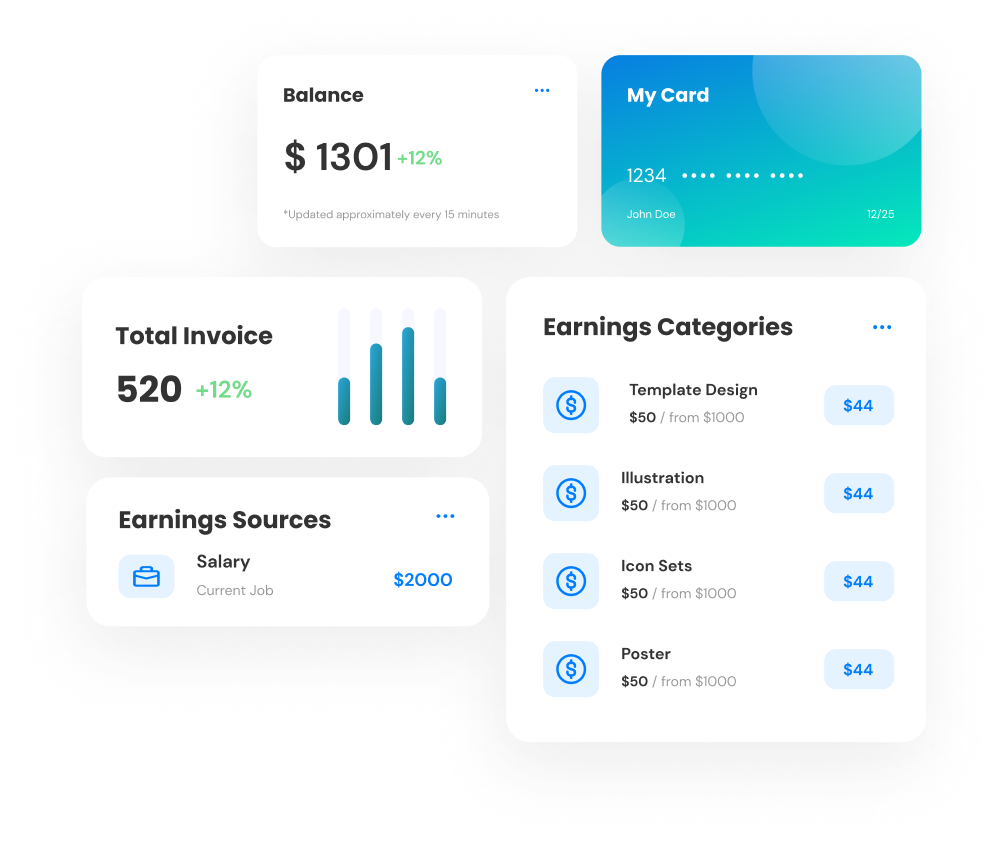 Balance
$ 1301 +12%
*Updated approximately every 15 minutes
My Card
1234 •••• •••• ••••
John Doe 12/25
Total Invoice
520 +12%
Earnings Sources
Salary
Current Job
$2000
Earnings Categories
Template Design
$50 / from $1000
$44
Illustration
$50 / from $1000
$44
Icon Sets
$50 / from $1000
$44
Poster
$50 / from $1000
$44